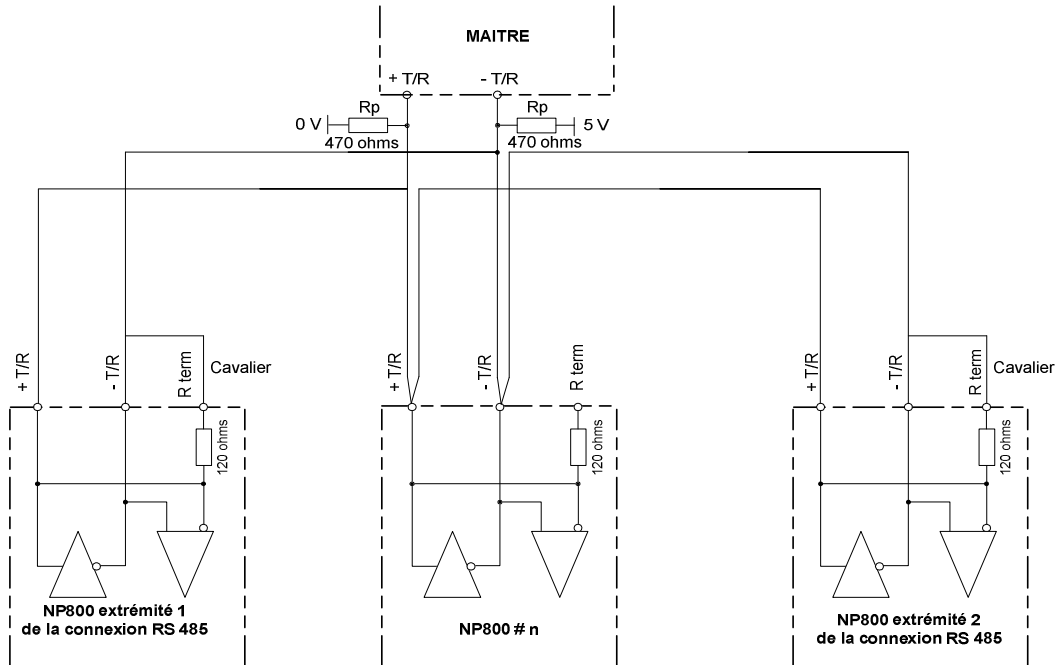 MAITRE
+ T/R
- T/R
Rp
Rp
0 V
5 V
470 ohms
470 ohms
+ T/R
- T/R
R term
Cavalier
+ T/R
- T/R
R term
+ T/R
- T/R
R term
Cavalier
120 ohms
120 ohms
120 ohms
NP800 extrémité 1
de la connexion RS 485
NP800 # n
NP800 extrémité 2
de la connexion RS 485